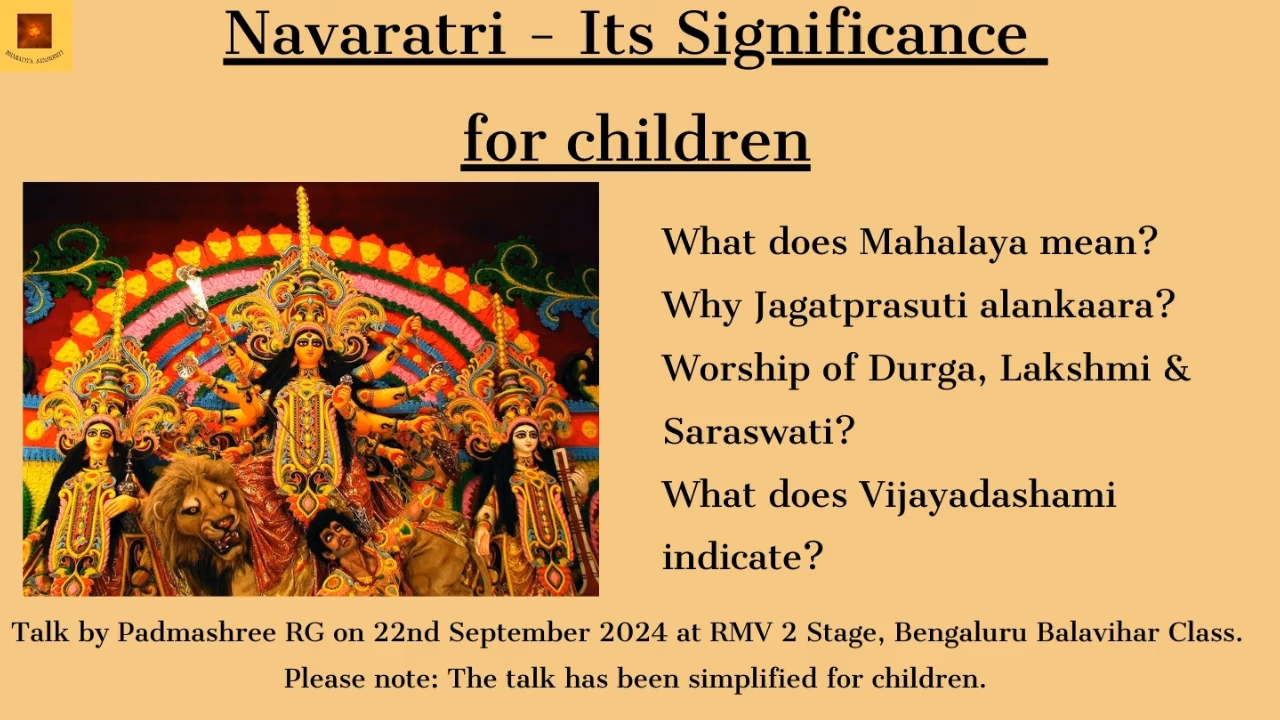 Navaratri - Its Significance
for children
What does Mahalaya mean?
Why Jagatprasuti alankaara?
Worship of Durga, Lakshmi &
Saraswati?
What does Vijayadashami
indicate?
Talk by Padmashree RG on 22nd September 2024 at RMV 2 Stage, Bengaluru Balavihar Class.
Please note: The talk has been simplified for children.